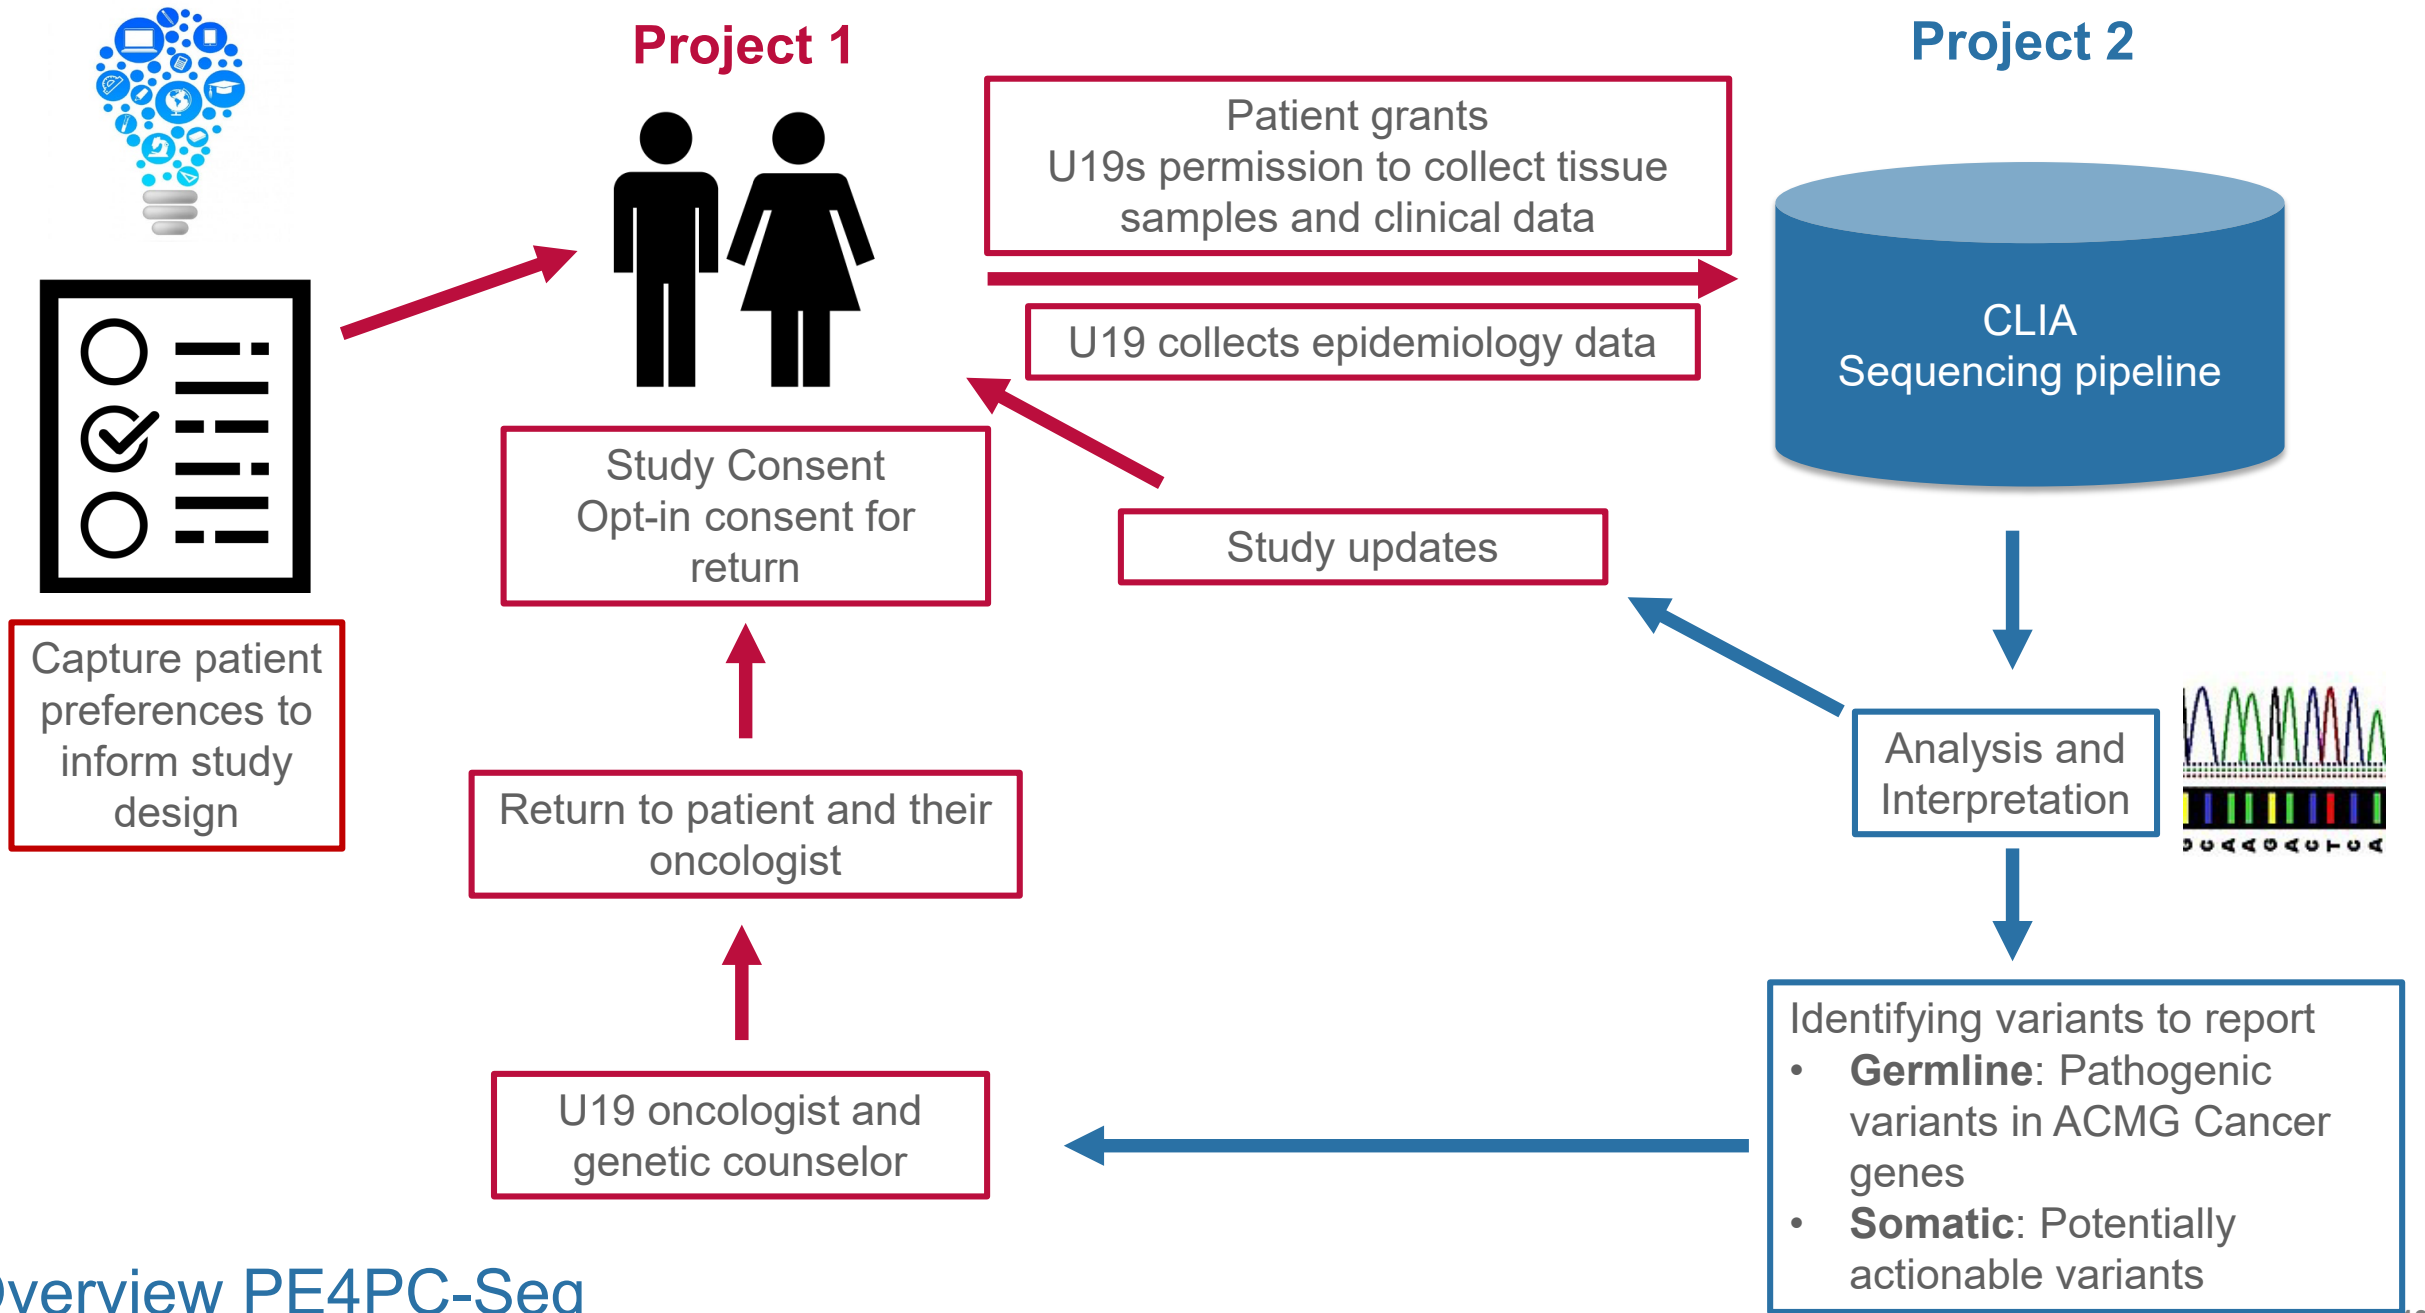 Project 1
Project 2
Patient grants
U19s permission to collect tissue
samples and clinical data
U19 collects epidemiology data
CLIA
Sequencing pipeline
Study Consent
Opt-in consent for
return
Study updates
Capture patient
preferences to
inform study
design
Return to patient and their
oncologist
Analysis and
Interpretation
C A A G A C T C A
U19 oncologist and
genetic counselor
Identifying variants to report
• Germline: Pathogenic
variants in ACMG Cancer
genes
• Somatic: Potentially
actionable variants
Overview PE4PC-Seq